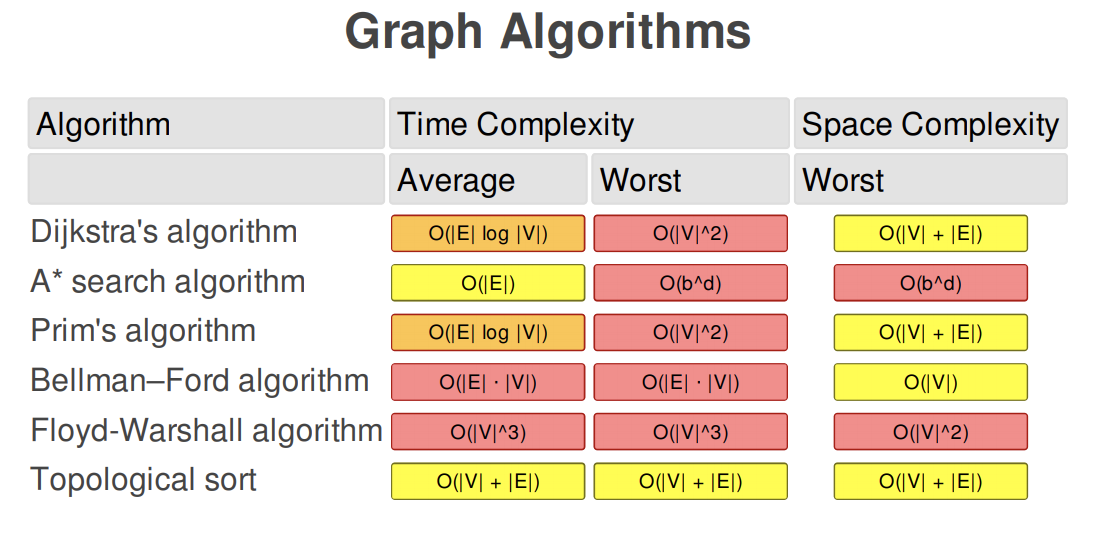 Graph Algorithms
Algorithm Time Complexity Space Complexity
Average Worst Worst
Dijkstra's algorithm O(|E| log |V|) O(|V|^2) O(|V| + |E|)
A* search algorithm O(|E|) O(b^d) O(b^d)
Prim's algorithm O(|E| log |V|) O(|V|^2) O(|V| + |E|)
Bellman–Ford algorithm O(|E| · |V|) O(|E| · |V|) O(|V|)
Floyd-Warshall algorithm O(|V|^3) O(|V|^3) O(|V|^2)
Topological sort O(|V| + |E|) O(|V| + |E|) O(|V| + |E|)